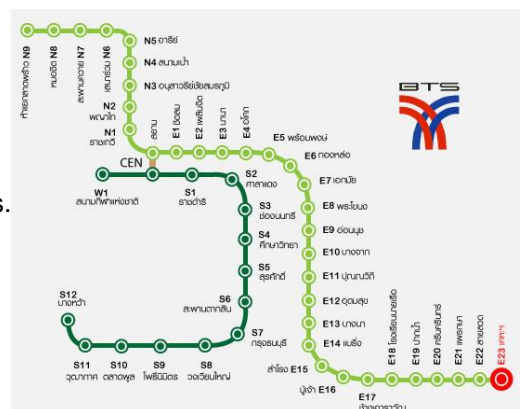 N9 ห้าแยกลาดพร้าว
N8 หมอชิต
N7 สะพานควาย
N6 เสนาร่วม
N5 อารีย์
N4 สนามเป้า
N3 อนุสาวรีย์ชัยสมรภูมิ
N2
พญาไท
N1
ราชเทวี
สยาม
CEN
E1 ชิดลม
E2 เพลินจิต
E3 นานา
E4 อโศก
E5 พร้อมพงษ์
E6 ทองหล่อ
E7 เอกมัย
E8 พระโขนง
E9 อ่อนนุช
E10 บางจาก
E11 ปุณณวิถี
E12 อุดมสุข
E13 บางนา
E14 แบริ่ง
สำโรง E15
ปู่เจ้า E16
E17
ช้างเอราวัณ
E18 โรงเรียนนายเรือ
E19 ปากน้ำ
E20 ศรีนครินทร์
E21 แพรกษา
E22 สายลวด
E23 เคหะฯ
W1
สนามกีฬาแห่งชาติ
S1
ราชดำริ
S2
ศาลาแดง
S3
ช่องนนทรี
S4
ศึกษาวิทยา
S5
สุรศักดิ์
S6
สะพานตากสิน
S7
กรุงธนบุรี
S8
วงเวียนใหญ่
S9
โพธิ์นิมิตร
S10
ตลาดพลู
S11
วุฒากาศ
S12
บางหว้า
BTS
s.